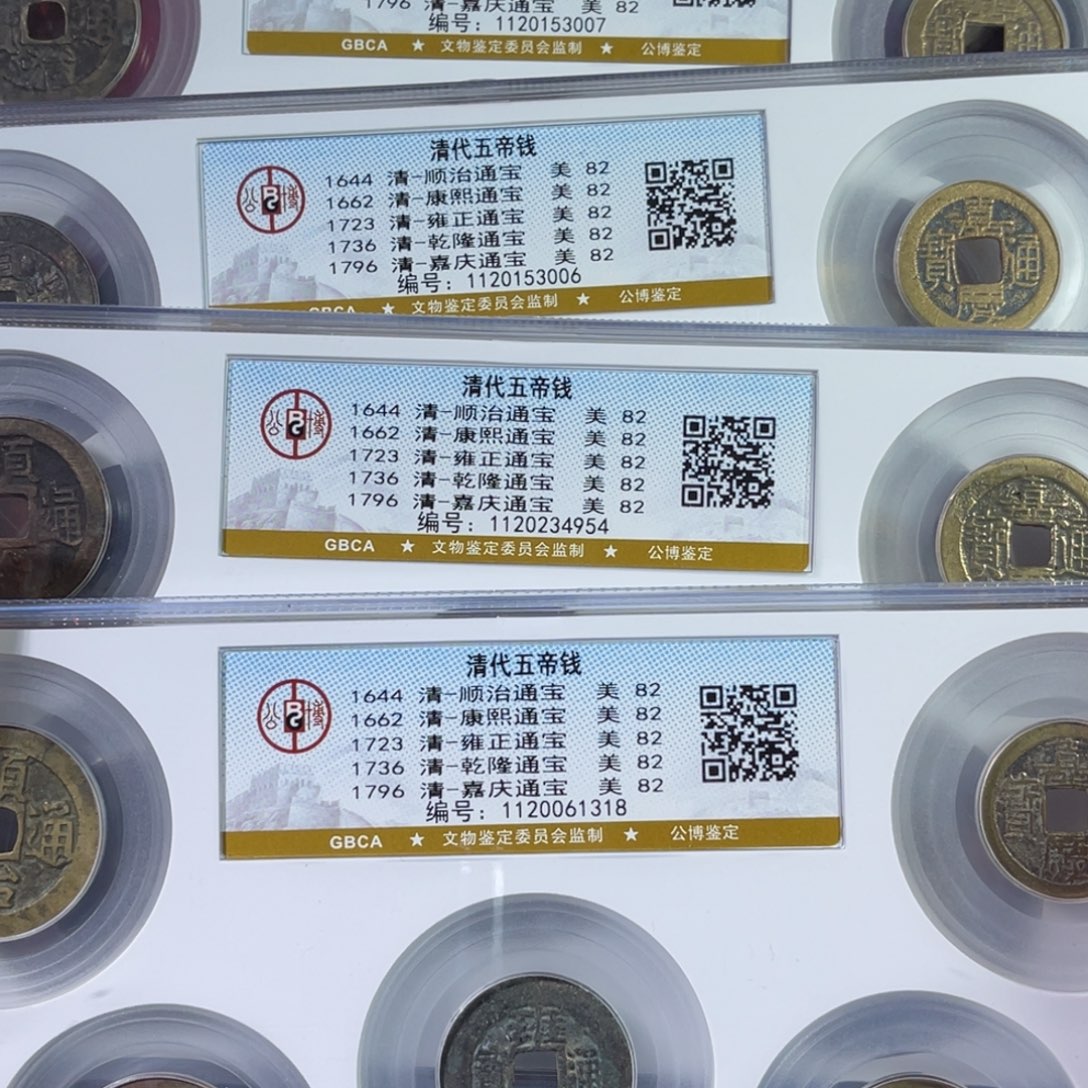 1796 清-嘉庆通宝 美 82
编号：1120153007
GBCA ★ 文物鉴定委员会监制 ★ 公博鉴定
清代五帝钱
1644 清-顺治通宝 美 82
1662 清-康熙通宝 美 82
1723 清-雍正通宝 美 82
1736 清-乾隆通宝 美 82
1796 清-嘉庆通宝 美 82
编号：1120153006
GBCA ★ 文物鉴定委员会监制 ★ 公博鉴定
公博
清代五帝钱
1644 清-顺治通宝 美 82
1662 清-康熙通宝 美 82
1723 清-雍正通宝 美 82
1736 清-乾隆通宝 美 82
1796 清-嘉庆通宝 美 82
编号：1120234954
GBCA ★ 文物鉴定委员会监制 ★ 公博鉴定
公博
清代五帝钱
1644 清-顺治通宝 美 82
1662 清-康熙通宝 美 82
1723 清-雍正通宝 美 82
1736 清-乾隆通宝 美 82
1796 清-嘉庆通宝 美 82
编号：1120061318
GBCA ★ 文物鉴定委员会监制 ★ 公博鉴定
公博